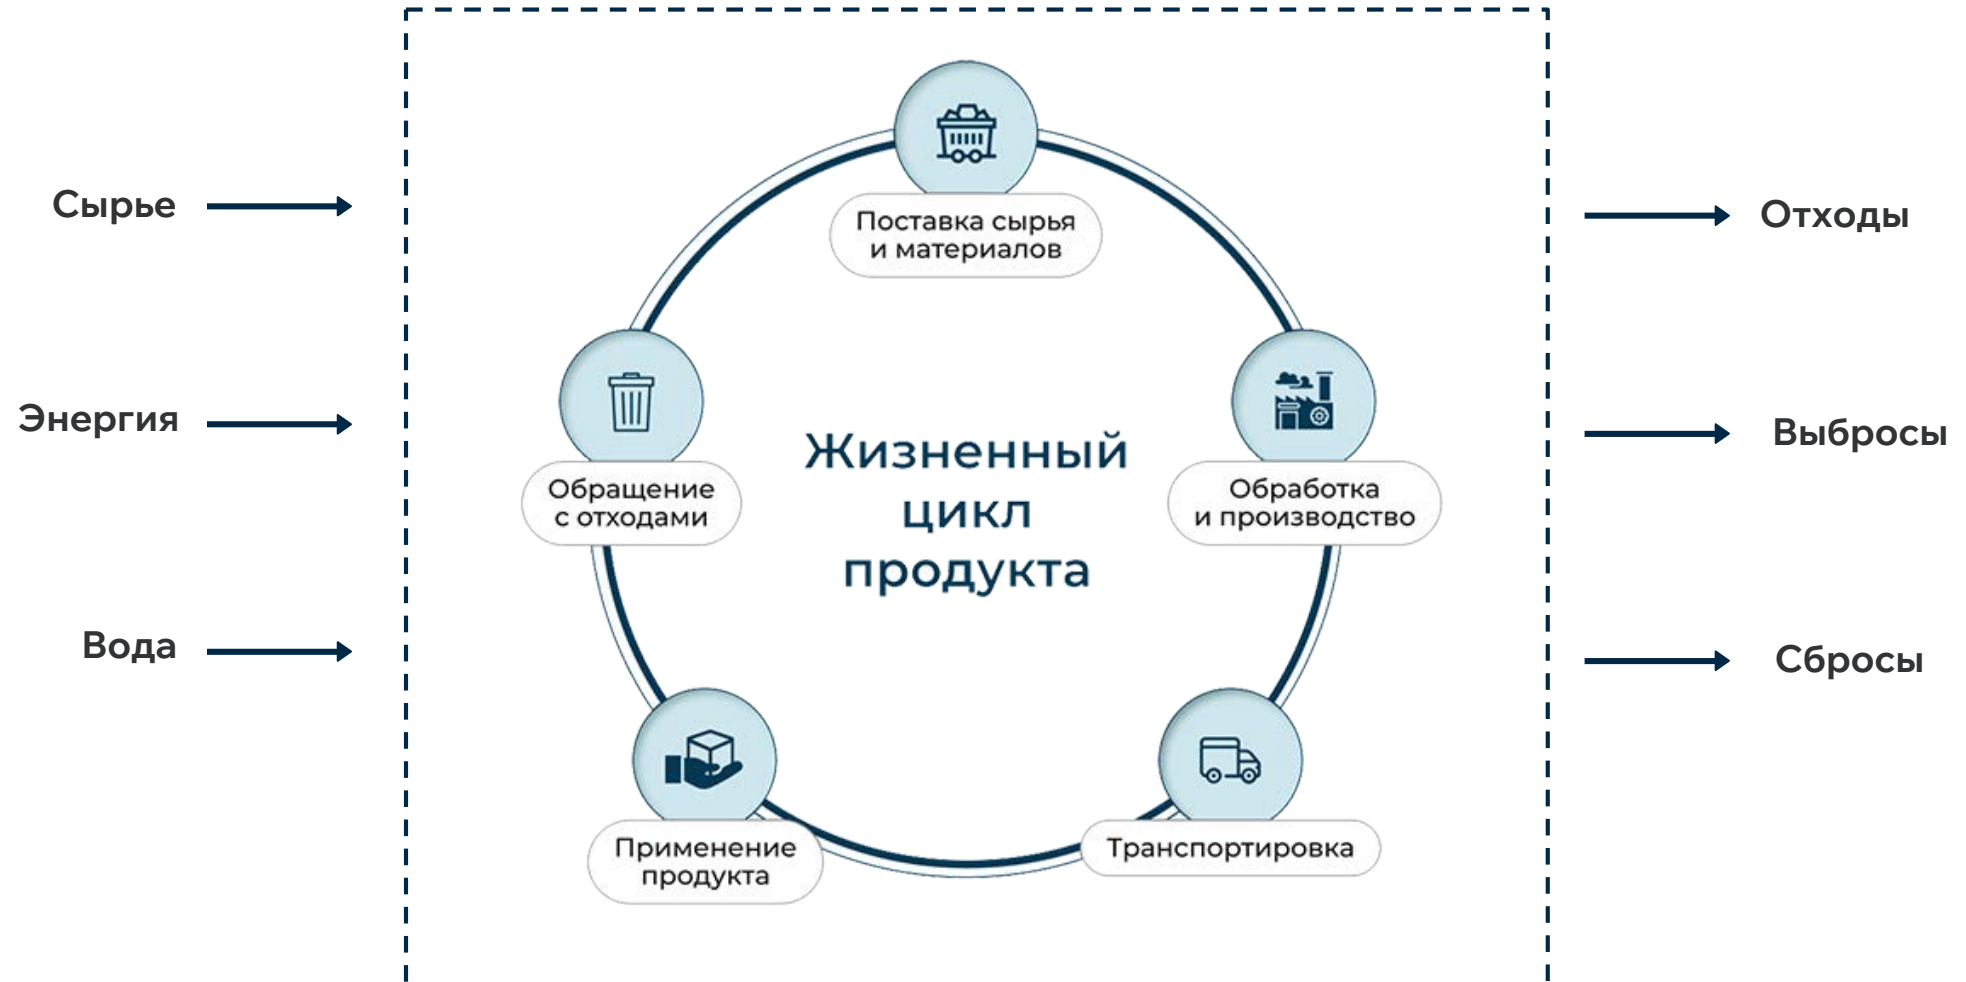 Сырье
Энергия
Вода
Поставка сырья
и материалов
Обращение
с отходами
Жизненный
цикл
продукта
Обработка
и производство
Применение
продукта
Транспортировка
Отходы
Выбросы
Сбросы